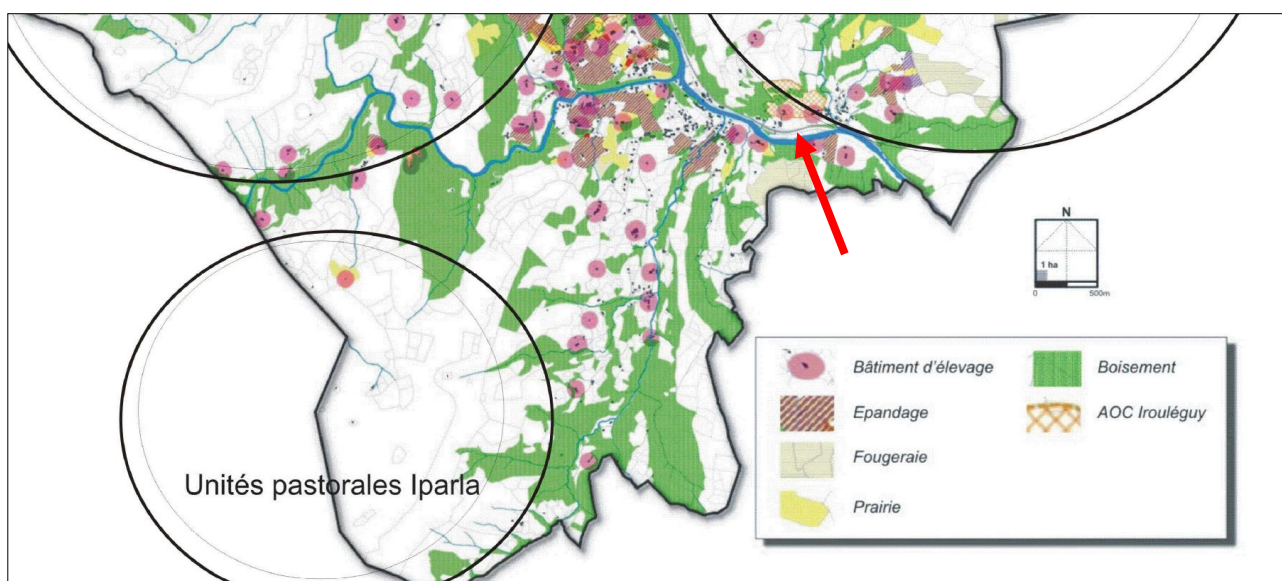 N
1 ha
0 500m
Bâtiment d'élevage
Boisement
Epandage
AOC Irouléguy
Fougeraie
Prairie
Unités pastorales Iparla